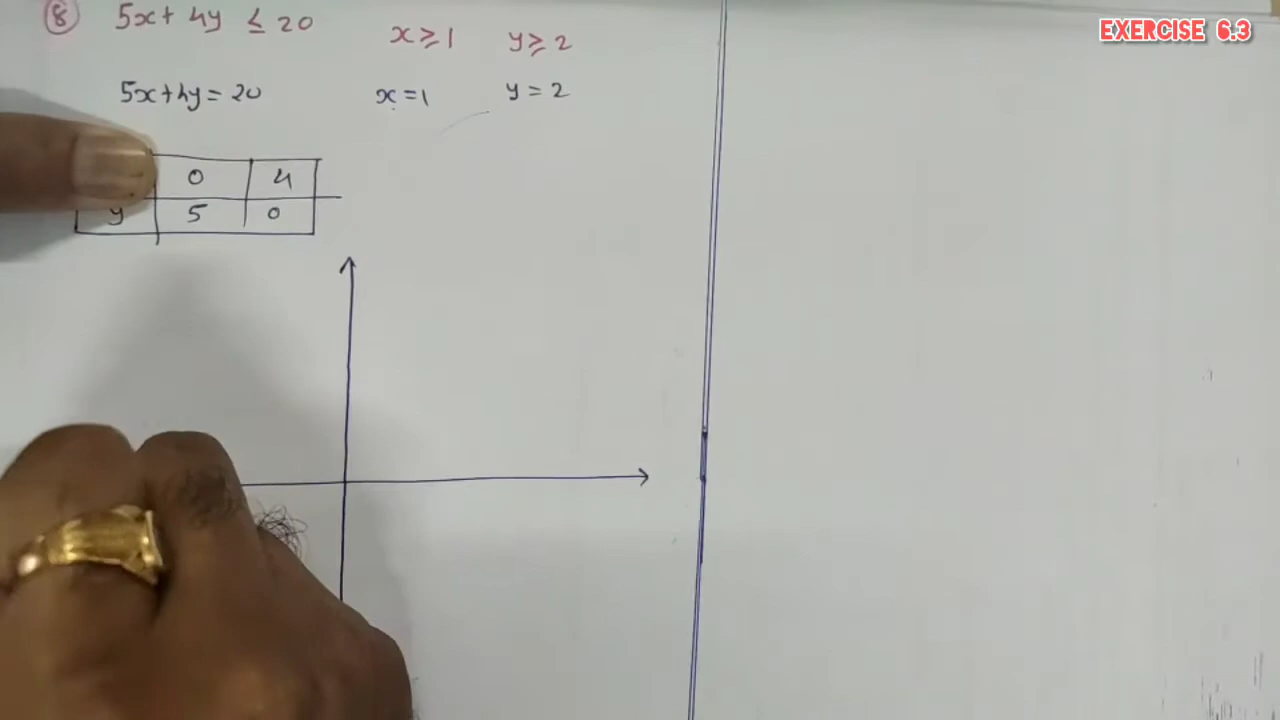 EXERCISE 6.3
8 5x + 4y ≤ 20 x ≥ 1 y ≥ 2
5x + 4y = 20 x = 1 y = 2
0 4
y 5 0